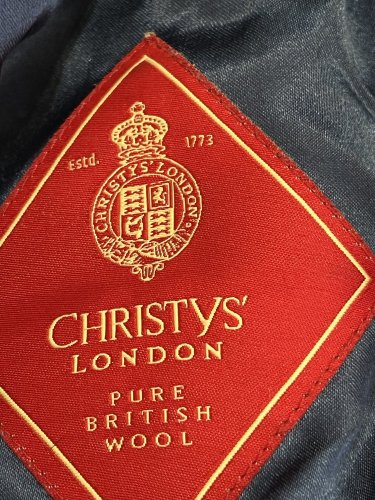 Estd. 1773
CHRISTYS' LONDON
CHRISTYS'
LONDON
PURE
BRITISH
WOOL